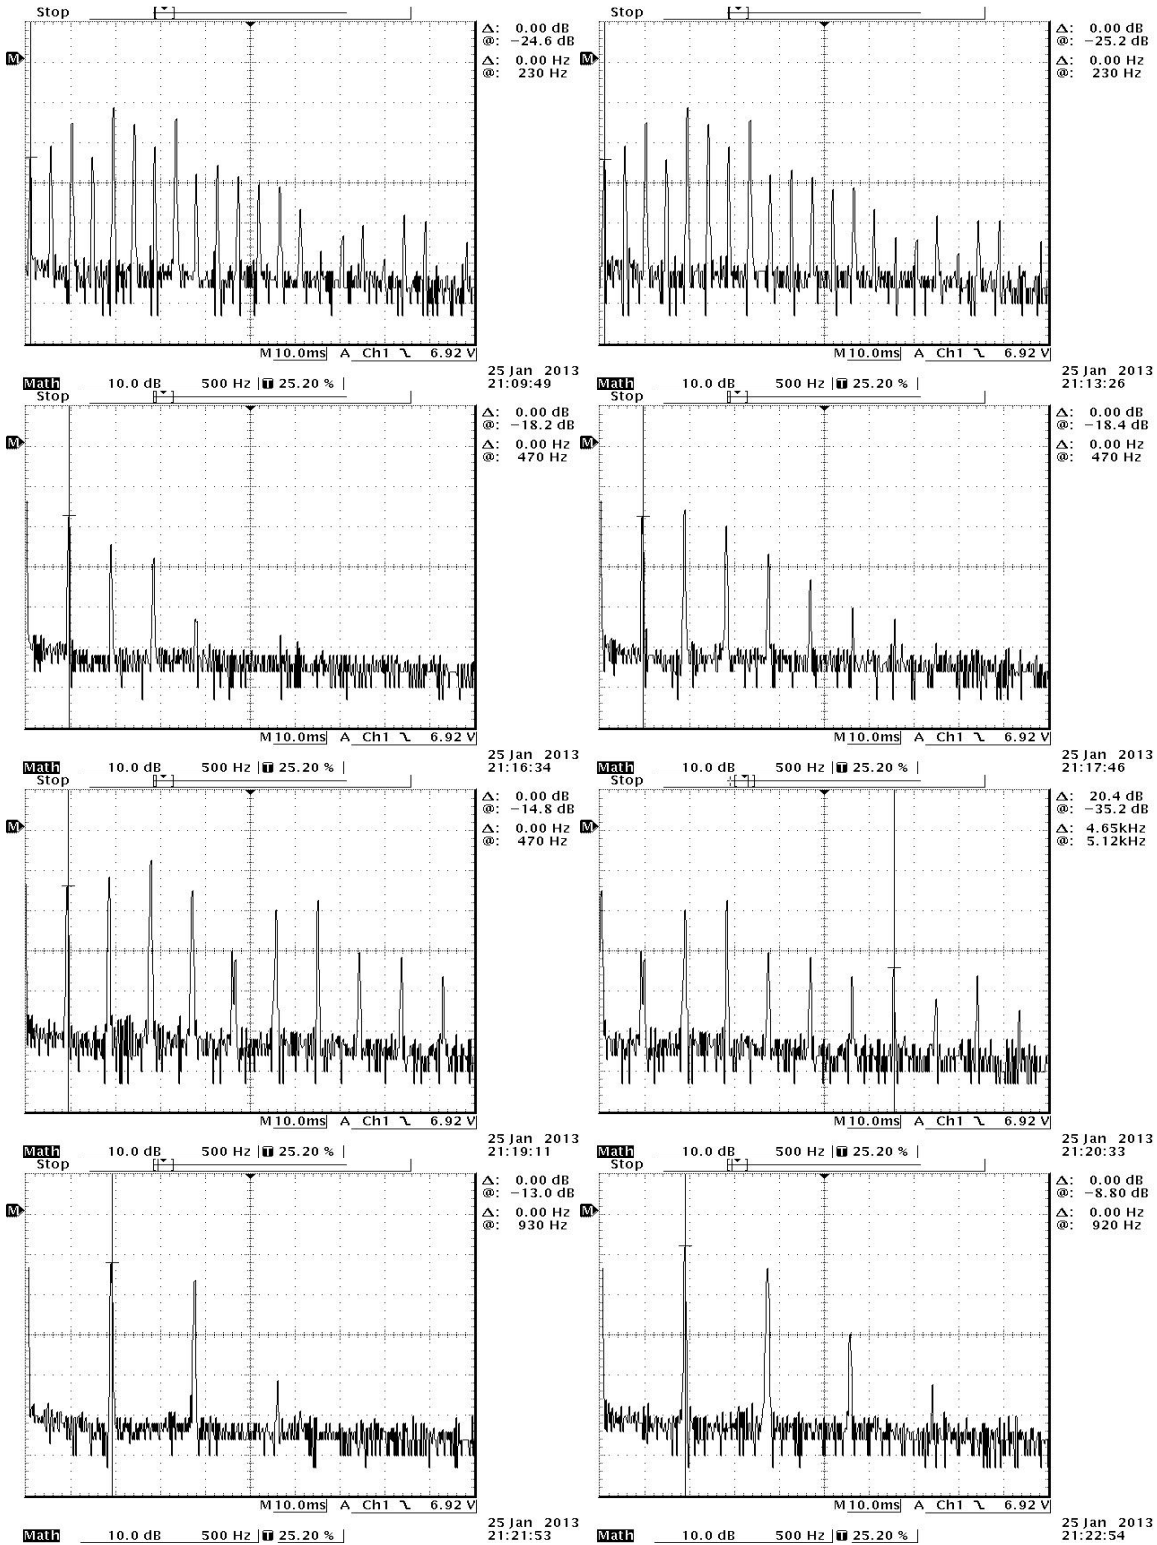 Stop
Δ: 0.00 dB
@: −24.6 dB
Δ: 0.00 Hz
@: 230 Hz
M
M 10.0ms A Ch1 6.92 V
25 Jan 2013
21:09:49
Math 10.0 dB 500 Hz T 25.20 %
Stop
Δ: 0.00 dB
@: −25.2 dB
Δ: 0.00 Hz
@: 230 Hz
M
M 10.0ms A Ch1 6.92 V
25 Jan 2013
21:13:26
Math 10.0 dB 500 Hz T 25.20 %
Stop
Δ: 0.00 dB
@: −18.2 dB
Δ: 0.00 Hz
@: 470 Hz
M
M 10.0ms A Ch1 6.92 V
25 Jan 2013
21:16:34
Math 10.0 dB 500 Hz T 25.20 %
Stop
Δ: 0.00 dB
@: −18.4 dB
Δ: 0.00 Hz
@: 470 Hz
M
M 10.0ms A Ch1 6.92 V
25 Jan 2013
21:17:46
Math 10.0 dB 500 Hz T 25.20 %
Stop
Δ: 0.00 dB
@: −14.8 dB
Δ: 0.00 Hz
@: 470 Hz
M
M 10.0ms A Ch1 6.92 V
25 Jan 2013
21:19:11
Math 10.0 dB 500 Hz T 25.20 %
Stop
Δ: 20.4 dB
@: −35.2 dB
Δ: 4.65kHz
@: 5.12kHz
M
M 10.0ms A Ch1 6.92 V
25 Jan 2013
21:20:33
Math 10.0 dB 500 Hz T 25.20 %
Stop
Δ: 0.00 dB
@: −13.0 dB
Δ: 0.00 Hz
@: 930 Hz
M
M 10.0ms A Ch1 6.92 V
25 Jan 2013
21:21:53
Math 10.0 dB 500 Hz T 25.20 %
Stop
Δ: 0.00 dB
@: −8.80 dB
Δ: 0.00 Hz
@: 920 Hz
M
M 10.0ms A Ch1 6.92 V
25 Jan 2013
21:22:54
Math 10.0 dB 500 Hz T 25.20 %